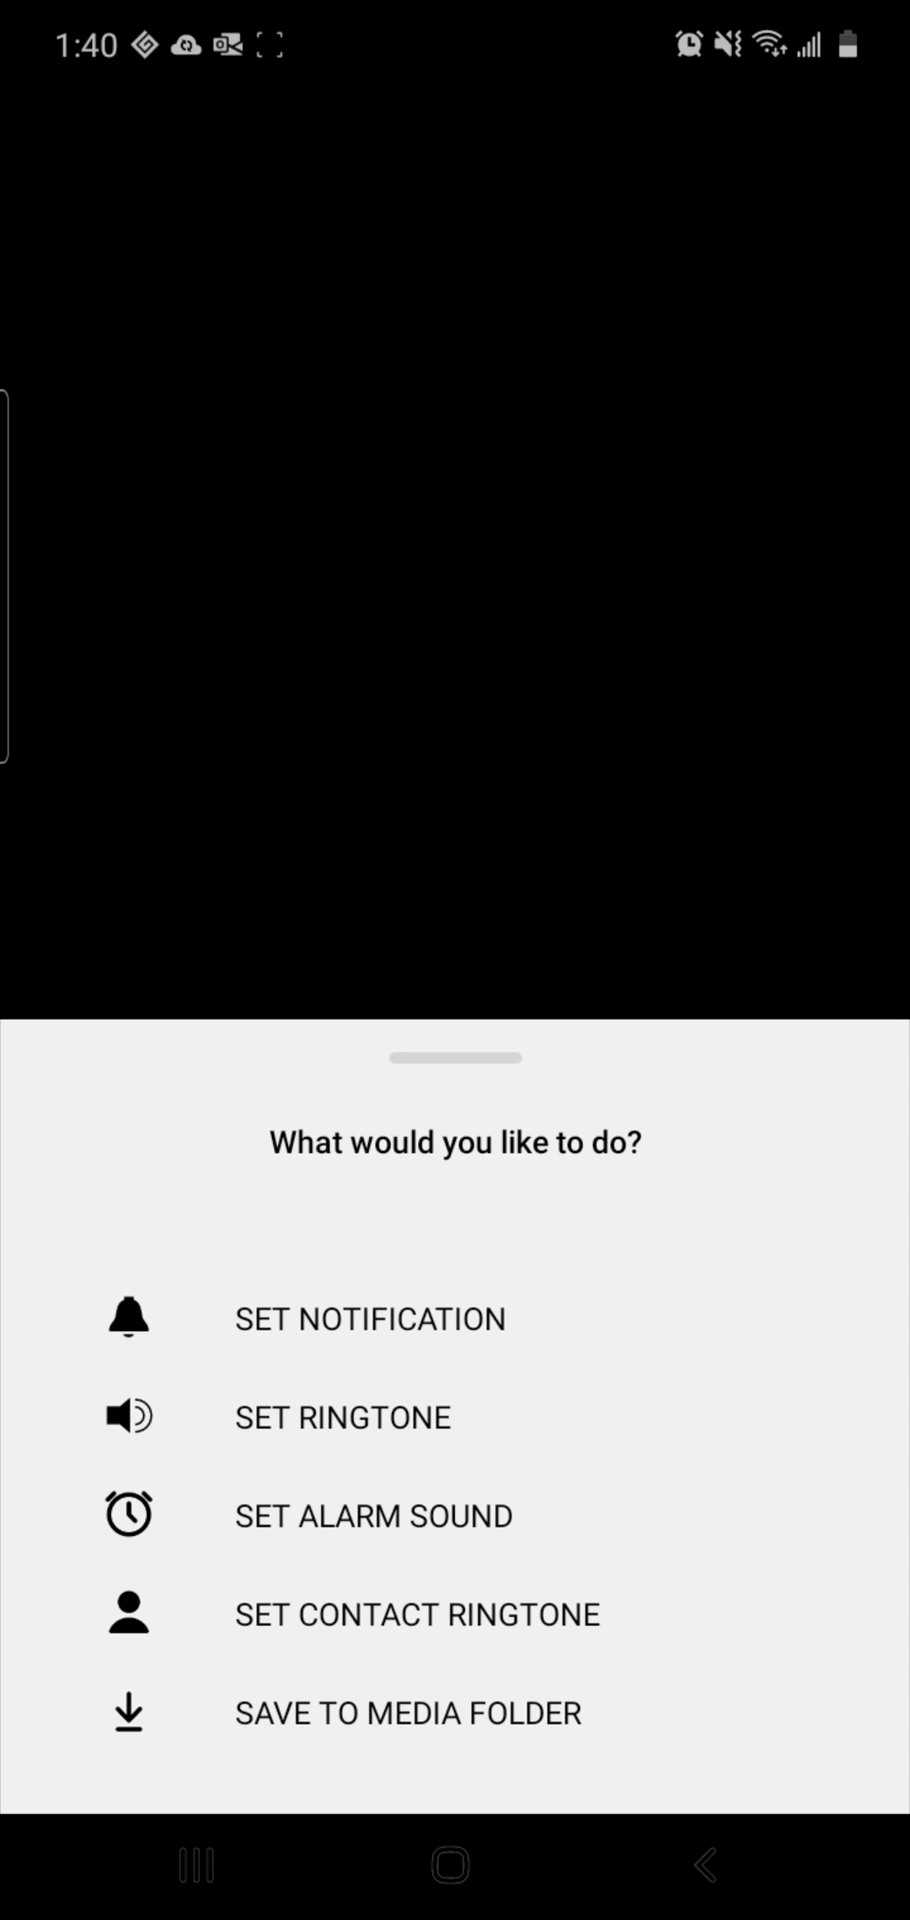 1:40
What would you like to do?
SET NOTIFICATION
SET RINGTONE
SET ALARM SOUND
SET CONTACT RINGTONE
SAVE TO MEDIA FOLDER